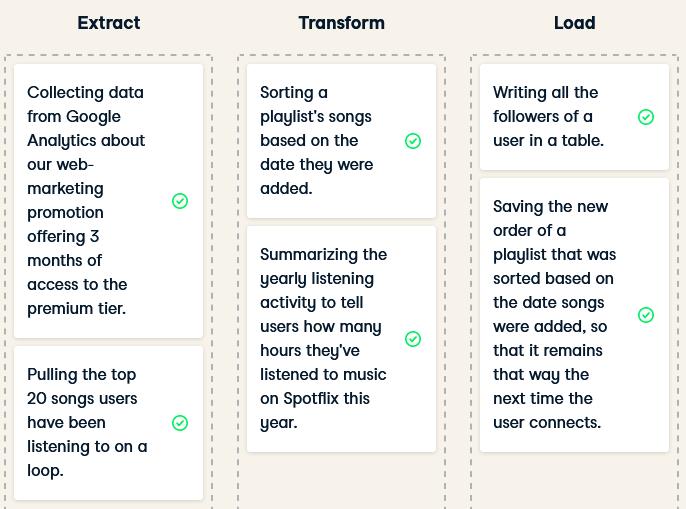 Extract
Transform
Load
Collecting data
from Google
Analytics about
our web-
marketing
promotion
offering 3
months of
access to the
premium tier.
Pulling the top
20 songs users
have been
listening to on a
loop.
Sorting a
playlist's songs
based on the
date they were
added.
Summarizing the
yearly listening
activity to tell
users how many
hours they've
listened to music
on Spotflix this
year.
Writing all the
followers of a
user in a table.
Saving the new
order of a
playlist that was
sorted based on
the date songs
were added, so
that it remains
that way the
next time the
user connects.